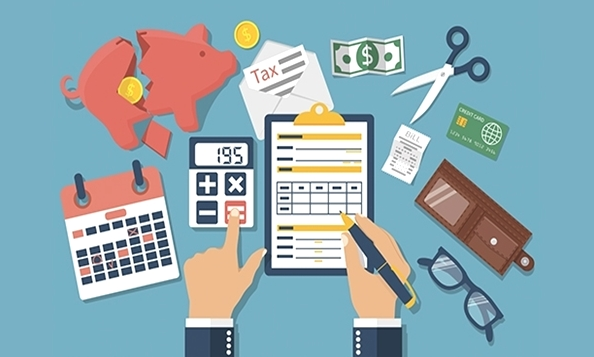 $
$
Tax
$
195
+
×
−
=
BILL
CREDIT CARD